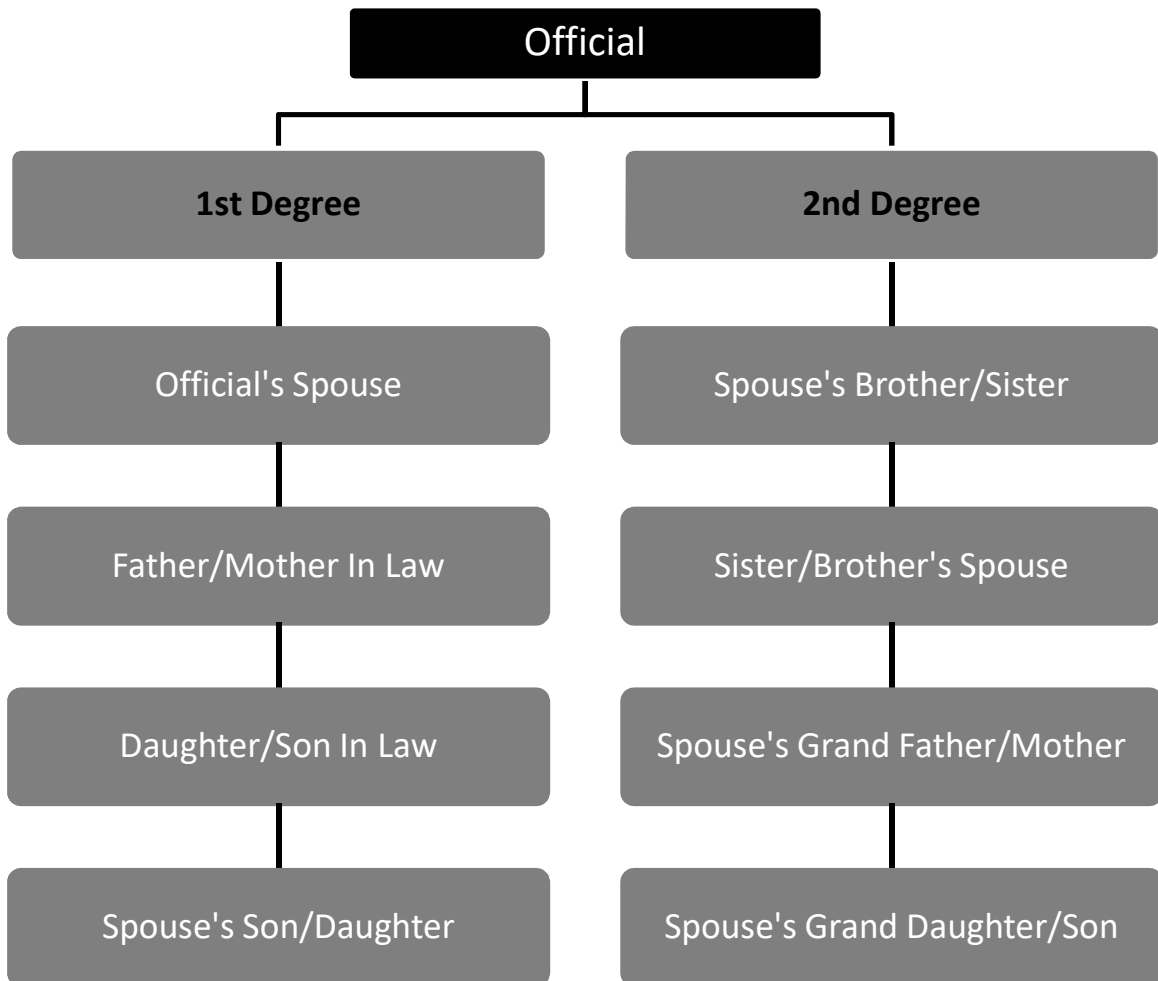 Official
1st Degree
Official's Spouse
Father/Mother In Law
Daughter/Son In Law
Spouse's Son/Daughter
2nd Degree
Spouse's Brother/Sister
Sister/Brother's Spouse
Spouse's Grand Father/Mother
Spouse's Grand Daughter/Son